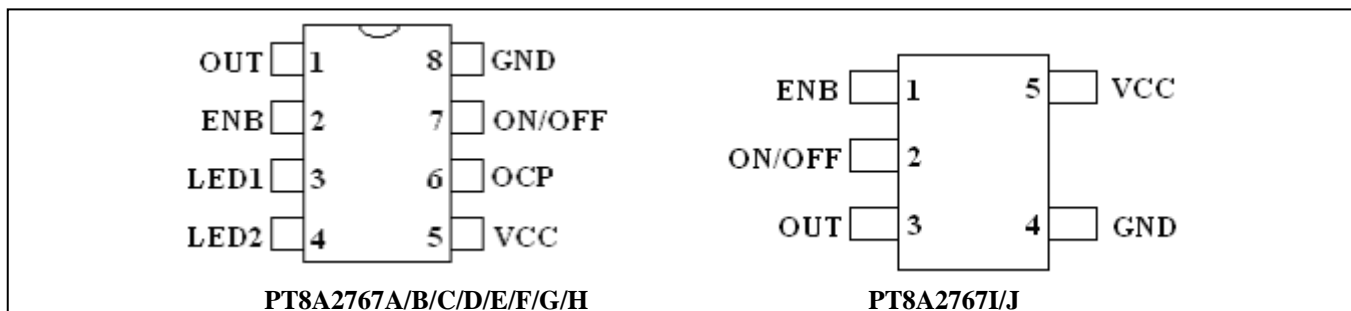 OUT 1 8 GND
ENB 2 7 ON/OFF
LED1 3 6 OCP
LED2 4 5 VCC
PT8A2767A/B/C/D/E/F/G/H
ENB 1 5 VCC
ON/OFF 2
OUT 3 4 GND
PT8A2767I/J